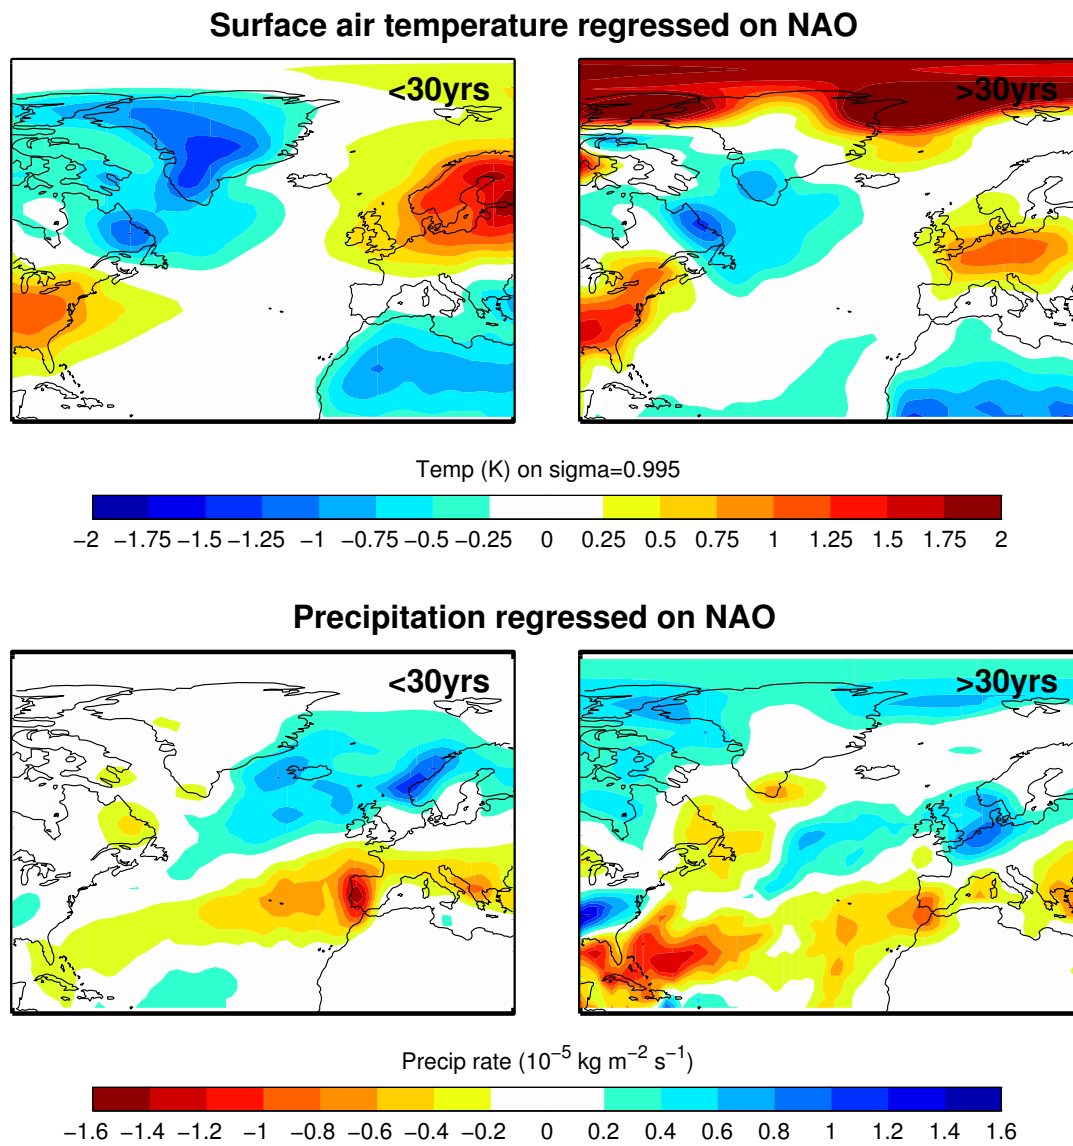 Surface air temperature regressed on NAO
<30yrs >30yrs
Temp (K) on sigma=0.995
−2 −1.75 −1.5 −1.25 −1 −0.75 −0.5 −0.25 0 0.25 0.5 0.75 1 1.25 1.5 1.75 2
Precipitation regressed on NAO
<30yrs >30yrs
Precip rate (10⁻⁵ kg m⁻² s⁻¹)
−1.6 −1.4 −1.2 −1 −0.8 −0.6 −0.4 −0.2 0 0.2 0.4 0.6 0.8 1 1.2 1.4 1.6